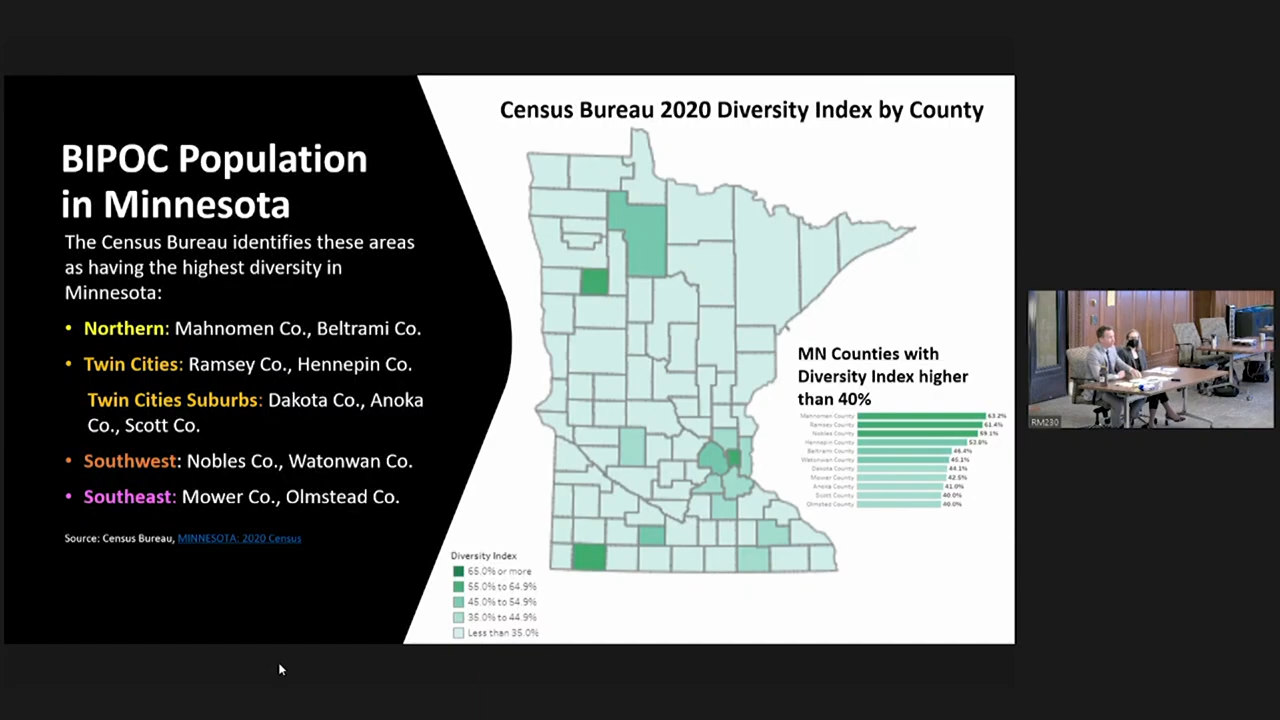 BIPOC Population
in Minnesota
The Census Bureau identifies these areas
as having the highest diversity in
Minnesota:
• Northern: Mahnomen Co., Beltrami Co.
• Twin Cities: Ramsey Co., Hennepin Co.
Twin Cities Suburbs: Dakota Co., Anoka
Co., Scott Co.
• Southwest: Nobles Co., Watonwan Co.
• Southeast: Mower Co., Olmstead Co.
Source: Census Bureau, MINNESOTA: 2020 Census
Census Bureau 2020 Diversity Index by County
MN Counties with
Diversity Index higher
than 40%
Mahnomen County 63.2%
Ramsey County 61.4%
Nobles County 59.1%
Hennepin County 53.0%
Beltrami County 46.4%
Watonwan County 45.1%
Dakota County 44.1%
Mower County 42.5%
Anoka County 41.0%
Scott County 40.0%
Olmsted County 40.0%
Diversity Index
65.0% or more
55.0% to 64.9%
45.0% to 54.9%
35.0% to 44.9%
Less than 35.0%
RM230